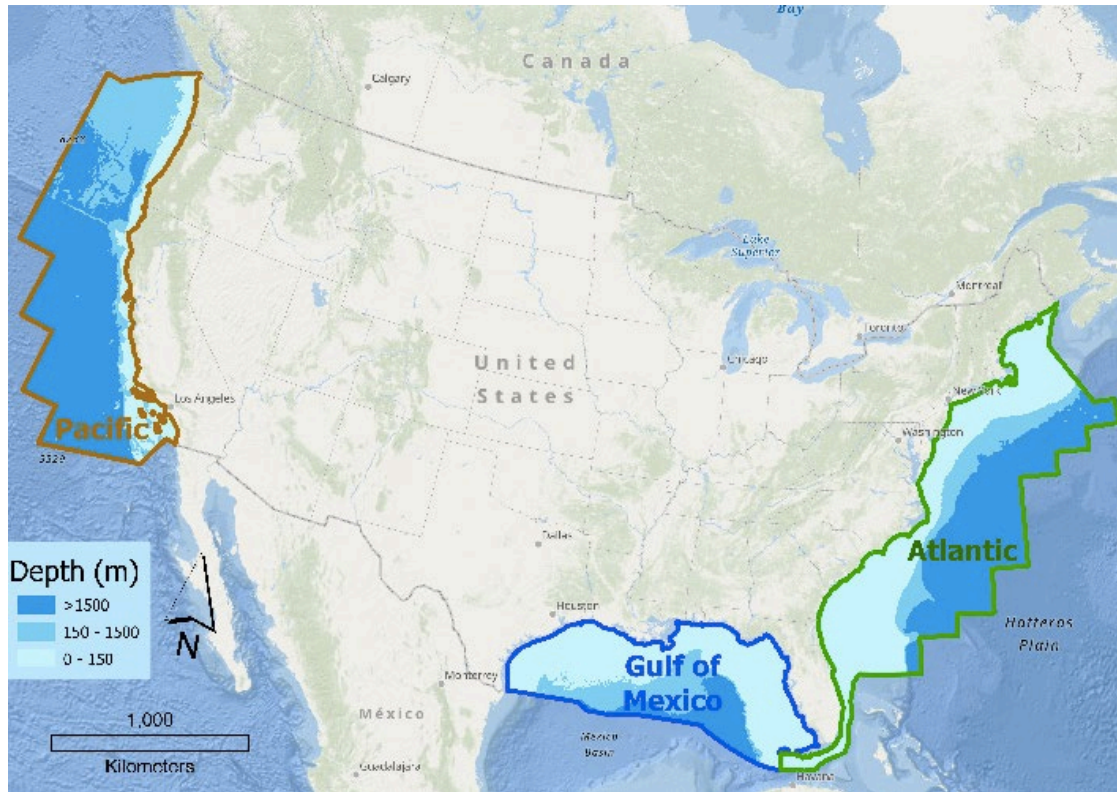 Bay
Canada
Calgary
Lake
Superior
Montreal
Toronto
Chicago
United
States
New York
Washington
Los Angeles
Pacific
5529
Dallas
Atlantic
Depth (m)
>1500
150 - 1500
0 - 150
N
Houston
Hatteras
Plain
Gulf of
Mexico
Monterrey
México
Mexico
Basin
1,000
Kilometers
Guadalajara
Havana